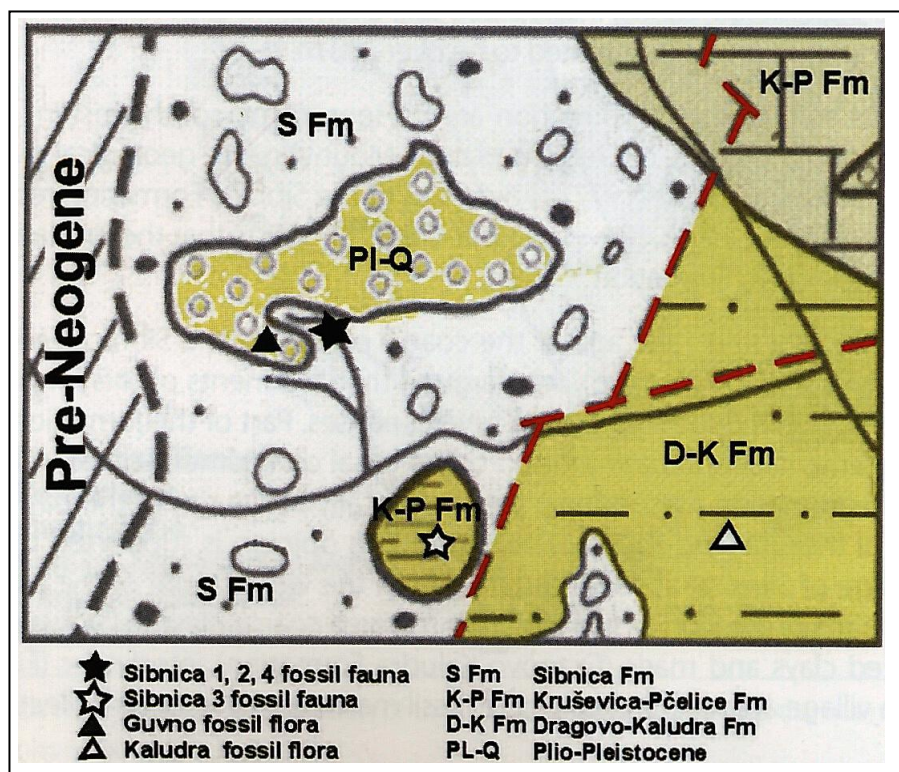 K-P Fm
S Fm
Pl-Q
Pre-Neogene
D-K Fm
K-P Fm
S Fm
Sibnica 1, 2, 4 fossil fauna
Sibnica 3 fossil fauna
Guvno fossil flora
Kaludra fossil flora
S Fm Sibnica Fm
K-P Fm Kruševica-Pčelice Fm
D-K Fm Dragovo-Kaludra Fm
PL-Q Plio-Pleistocene